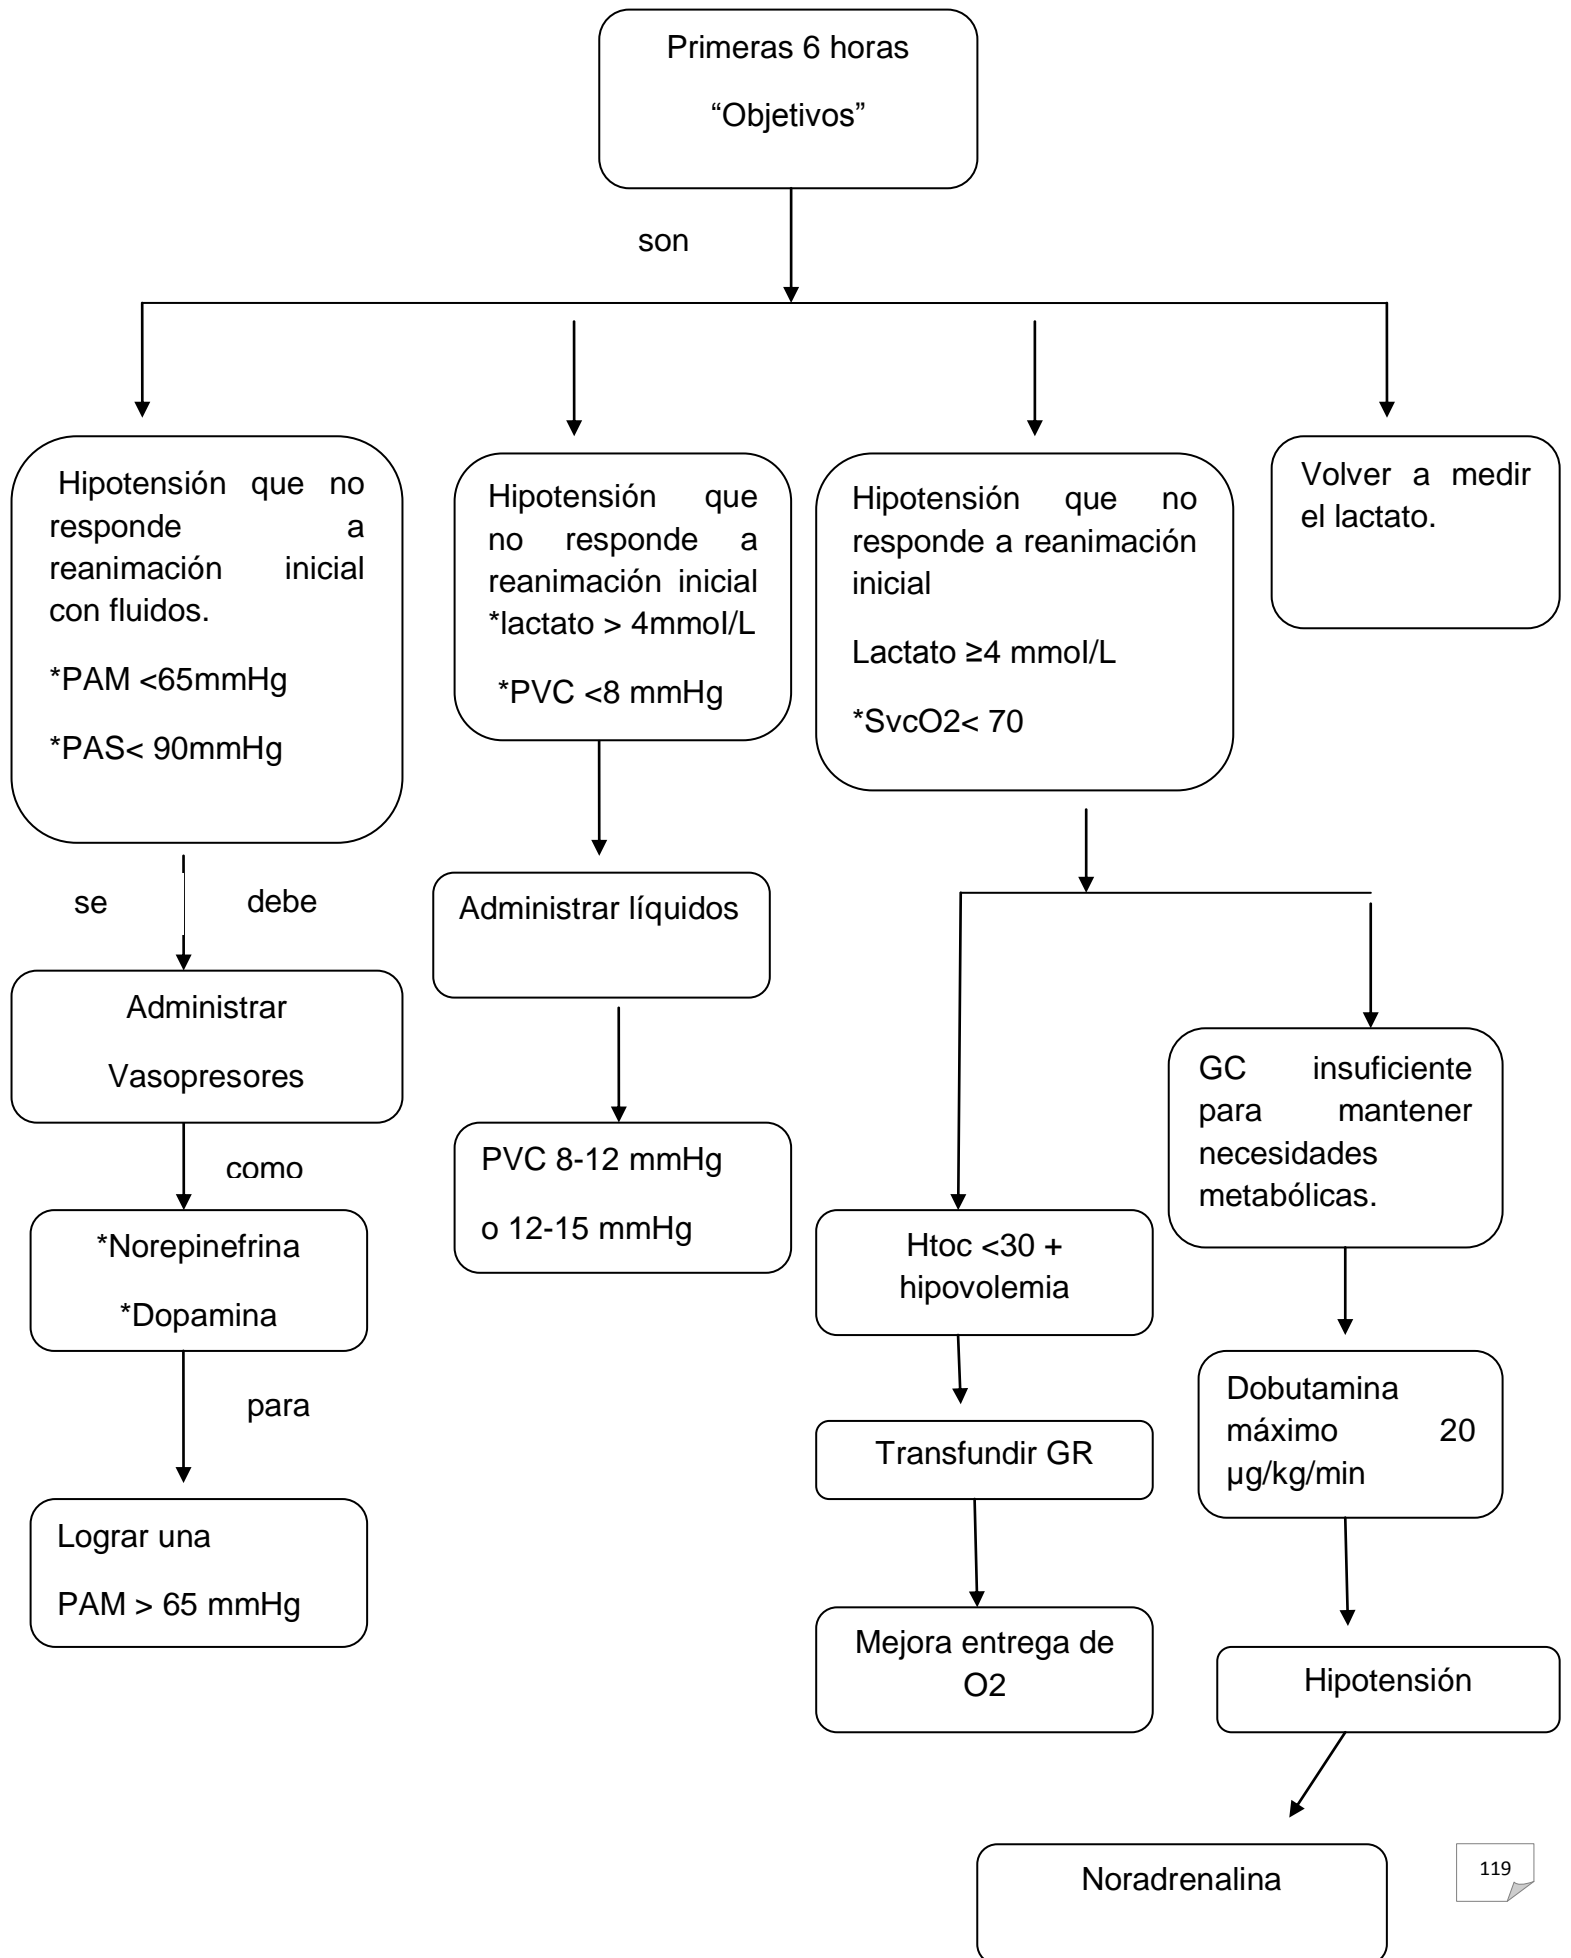 Primeras 6 horas
“Objetivos”
son
Hipotensión que no
responde a
reanimación inicial
con fluidos.
*PAM <65mmHg
*PAS< 90mmHg
Hipotensión que
no responde a
reanimación inicial
*lactato > 4mmol/L
*PVC <8 mmHg
Hipotensión que no
responde a reanimación
inicial
Lactato ≥4 mmol/L
*SvcO2< 70
Volver a medir
el lactato.
se debe
Administrar
Vasopresores
como
*Norepinefrina
*Dopamina
para
Lograr una
PAM > 65 mmHg
Administrar líquidos
PVC 8-12 mmHg
o 12-15 mmHg
Htoc <30 +
hipovolemia
Transfundir GR
Mejora entrega de
O2
GC insuficiente
para mantener
necesidades
metabólicas.
Dobutamina
máximo 20
µg/kg/min
Hipotensión
Noradrenalina
119